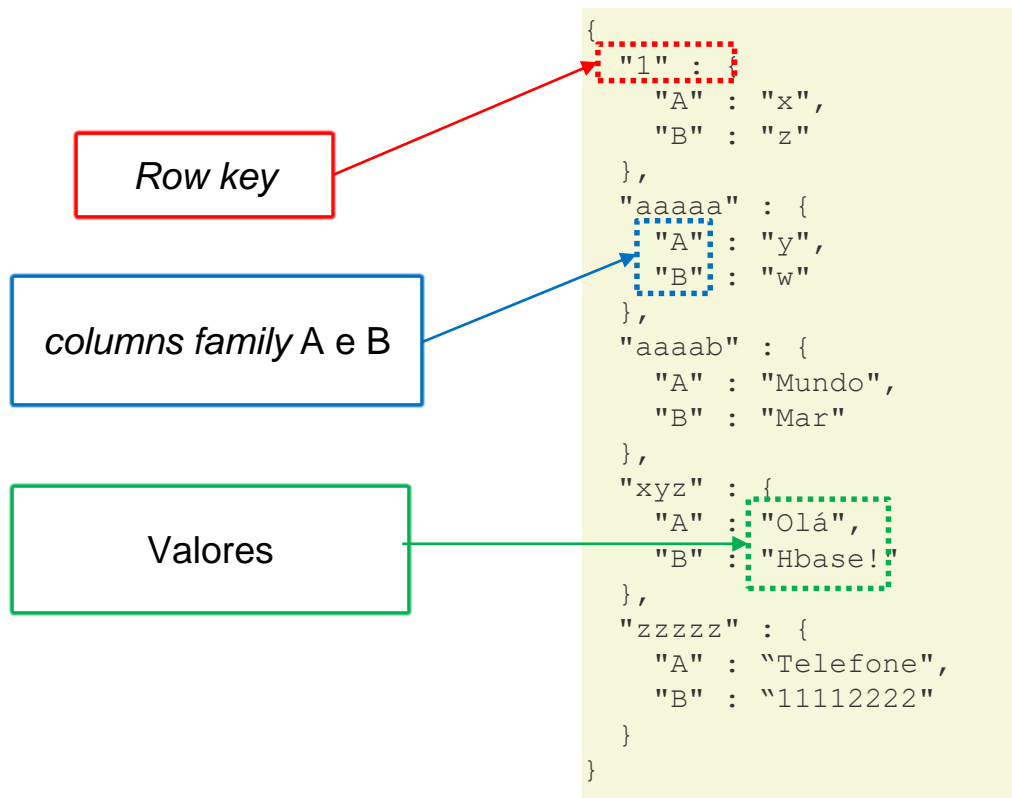 Row key
columns family A e B
Valores
{
"1" : {
"A" : "x",
"B" : "z"
},
"aaaaa" : {
"A" : "y",
"B" : "w"
},
"aaaab" : {
"A" : "Mundo",
"B" : "Mar"
},
"xyz" : {
"A" : "Olá",
"B" : "Hbase!"
},
"zzzzz" : {
"A" : “Telefone",
"B" : “11112222"
}
}